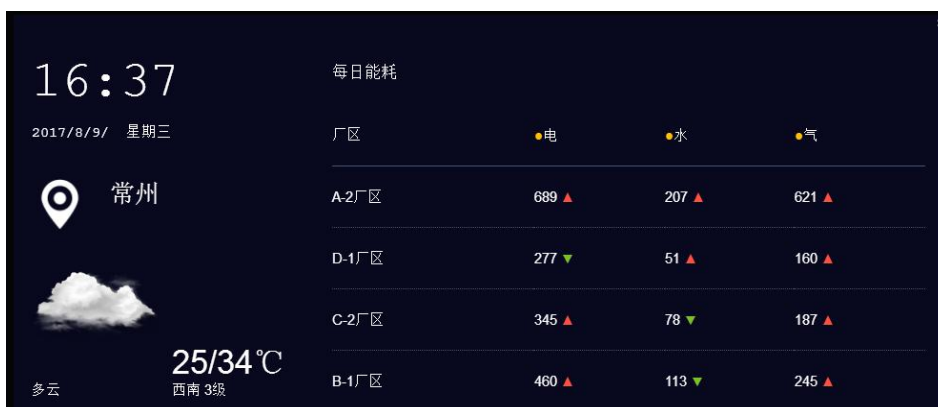 16:37
2017/8/9/ 星期三
常州
25/34℃
多云
西南 3级
每日能耗
厂区 ●电 ●水 ●气
A-2厂区 689 ▲ 207 ▲ 621 ▲
D-1厂区 277 ▼ 51 ▲ 160 ▲
C-2厂区 345 ▲ 78 ▼ 187 ▲
B-1厂区 460 ▲ 113 ▼ 245 ▲